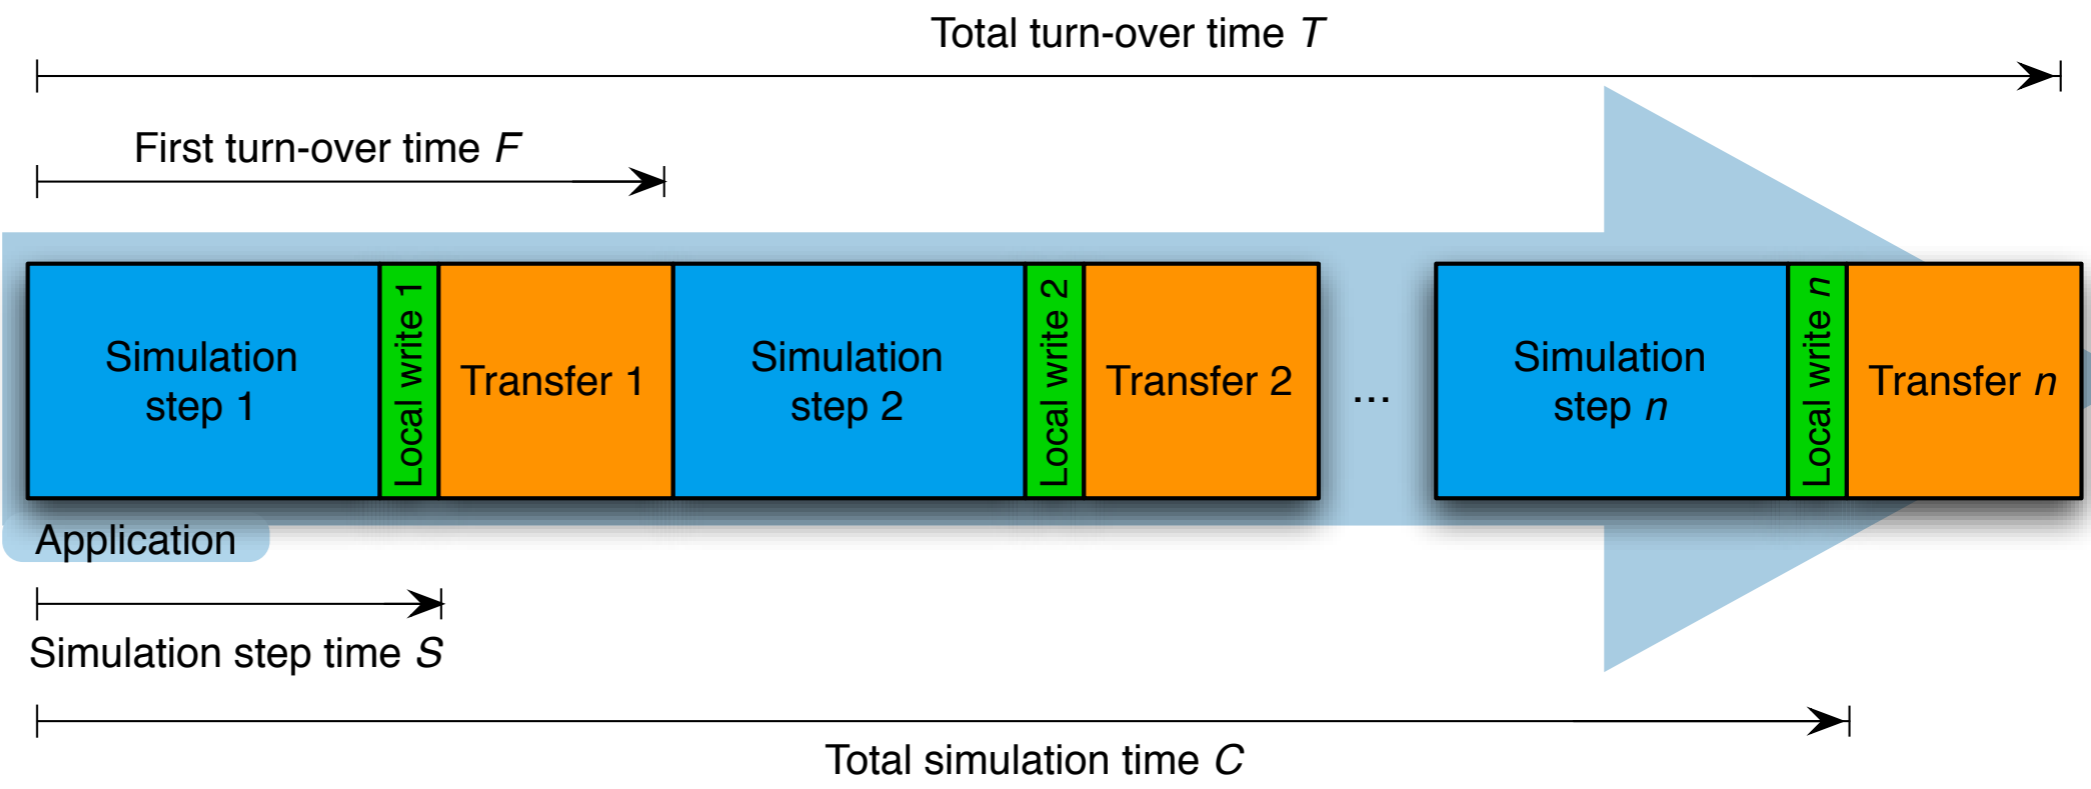 Total turn-over time T
First turn-over time F
Simulation
step 1
Local write 1
Transfer 1
Simulation
step 2
Local write 2
Transfer 2
...
Simulation
step n
Local write n
Transfer n
Application
Simulation step time S
Total simulation time C